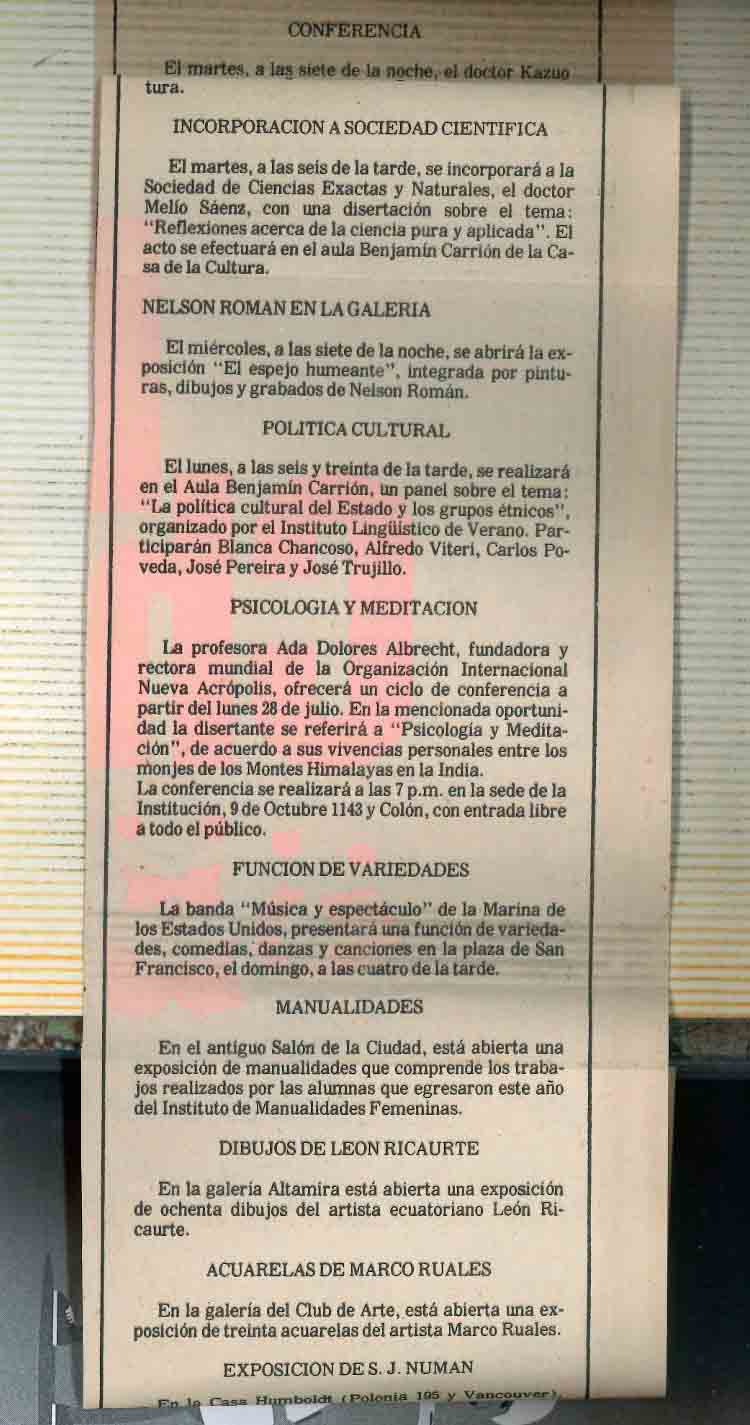 CONFERENCIA
El martes, a las siete de la noche, el doctor Kazuo
tura.
INCORPORACION A SOCIEDAD CIENTIFICA
El martes, a las seis de la tarde, se incorporará a la
Sociedad de Ciencias Exactas y Naturales, el doctor
Melío Sáenz, con una disertación sobre el tema:
"Reflexiones acerca de la ciencia pura y aplicada". El
acto se efectuará en el aula Benjamín Carrión de la Ca-
sa de la Cultura.
NELSON ROMAN EN LA GALERIA
El miércoles, a las siete de la noche, se abrirá la ex-
posición "El espejo humeante", integrada por pintu-
ras, dibujos y grabados de Nelson Román.
POLITICA CULTURAL
El lunes, a las seis y treinta de la tarde, se realizará
en el Aula Benjamín Carrión, un panel sobre el tema:
"La política cultural del Estado y los grupos étnicos",
organizado por el Instituto Lingüístico de Verano. Par-
ticiparán Blanca Chancoso, Alfredo Viteri, Carlos Po-
veda, José Pereira y José Trujillo.
PSICOLOGIA Y MEDITACION
La profesora Ada Dolores Albrecht, fundadora y
rectora mundial de la Organización Internacional
Nueva Acrópolis, ofrecerá un ciclo de conferencia a
partir del lunes 28 de julio. En la mencionada oportuni-
dad la disertante se referirá a "Psicología y Medita-
ción", de acuerdo a sus vivencias personales entre los
monjes de los Montes Himalayas en la India.
La conferencia se realizará a las 7 p.m. en la sede de la
Institución, 9 de Octubre 1143 y Colón, con entrada libre
a todo el público.
FUNCION DE VARIEDADES
La banda "Música y espectáculo" de la Marina de
los Estados Unidos, presentará una función de varieda-
des, comedias, danzas y canciones en la plaza de San
Francisco, el domingo, a las cuatro de la tarde.
MANUALIDADES
En el antiguo Salón de la Ciudad, está abierta una
exposición de manualidades que comprende los traba-
jos realizados por las alumnas que egresaron este año
del Instituto de Manualidades Femeninas.
DIBUJOS DE LEON RICAURTE
En la galería Altamira está abierta una exposición
de ochenta dibujos del artista ecuatoriano León Ri-
caurte.
ACUARELAS DE MARCO RUALES
En la galería del Club de Arte, está abierta una ex-
posición de treinta acuarelas del artista Marco Ruales.
EXPOSICION DE S. J. NUMAN
En la Casa Humboldt (Polonia 195 y Vancouver),